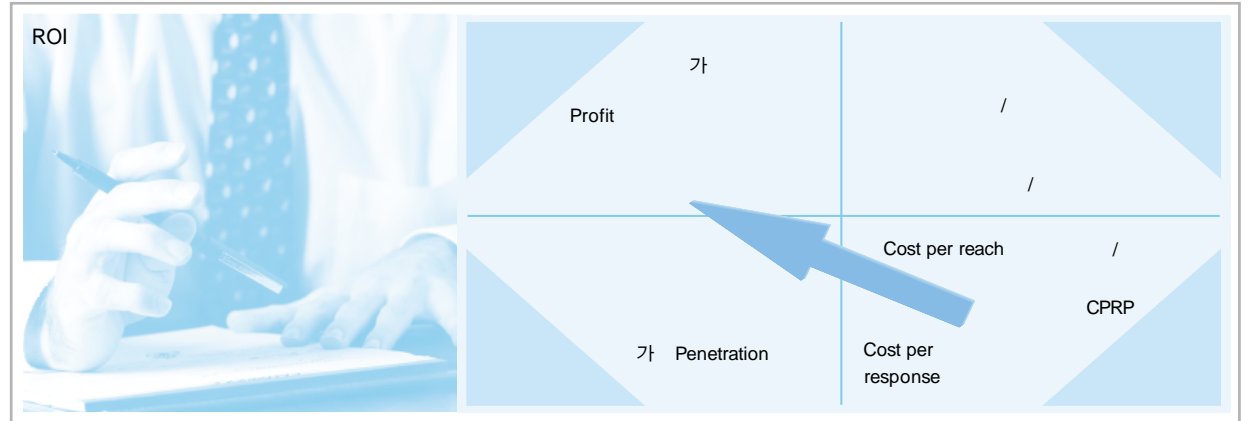 ROI
가
Profit
/
/
Cost per reach /
CPRP
가 Penetration
Cost per
response